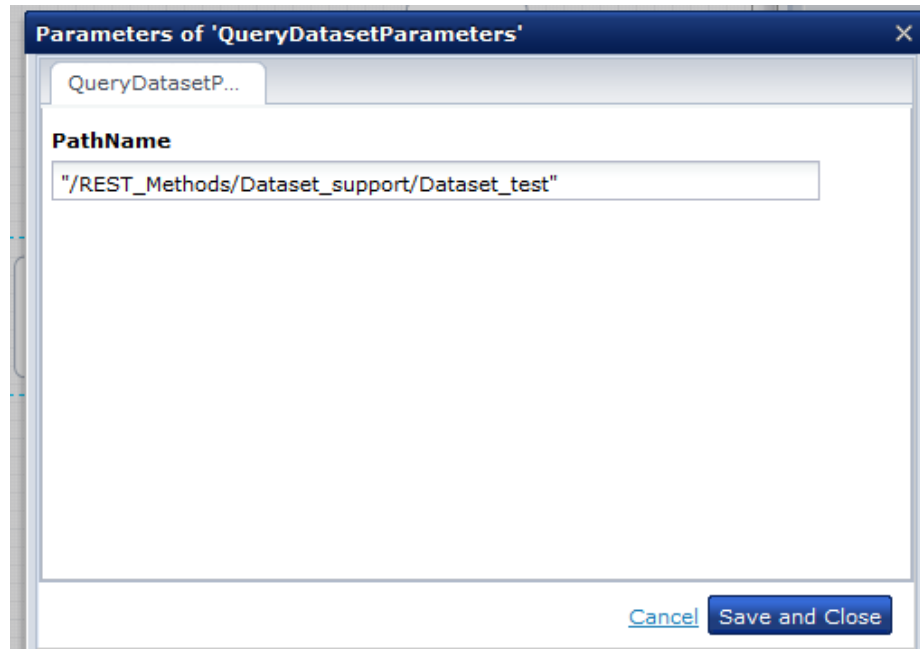 Parameters of 'QueryDatasetParameters'
QueryDatasetP...
PathName
"/REST_Methods/Dataset_support/Dataset_test"
Cancel Save and Close